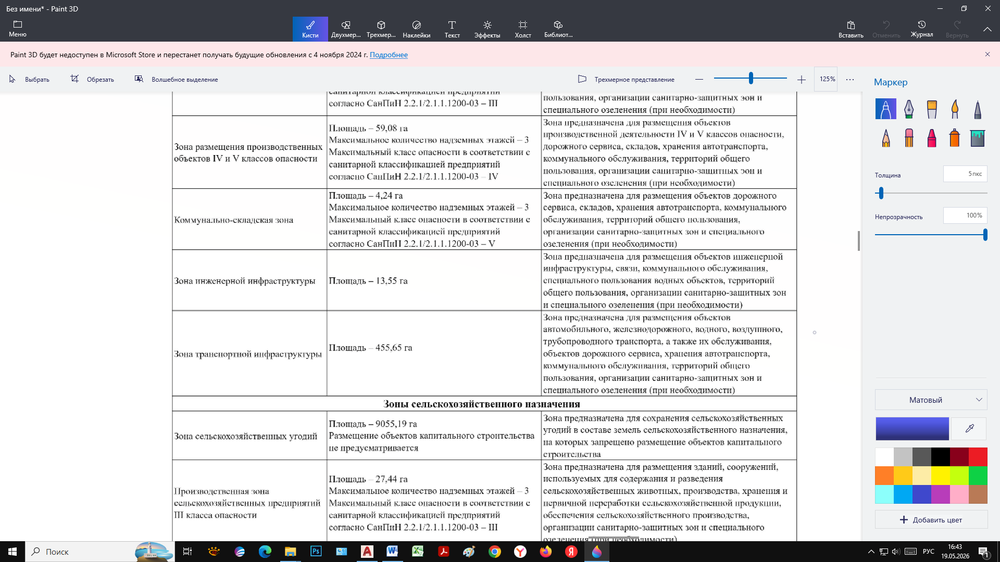 Без имени* - Paint 3D
Меню
Кисти
Двухмер...
Трехмер...
Наклейки
Текст
Эффекты
Холст
Библиот...
Вставить
Отменить
Журнал
Вернуть
Paint 3D будет недоступен в Microsoft Store и перестанет получать будущие обновления с 4 ноября 2024 г. Подробнее
Выбрать
Обрезать
Волшебное выделение
Трехмерное представление
125%
санитарной классификацией предприятий
согласно СанПиН 2.2.1/2.1.1.1200-03 – III
пользования, организации санитарно-защитных зон и
специального озеленения (при необходимости)
Зона размещения производственных
объектов IV и V классов опасности
Площадь – 59,08 га
Максимальное количество надземных этажей – 3
Максимальный класс опасности в соответствии с
санитарной классификацией предприятий
согласно СанПиН 2.2.1/2.1.1.1200-03 – IV
Зона предназначена для размещения объектов
производственной деятельности IV и V классов опасности,
дорожного сервиса, складов, хранения автотранспорта,
коммунального обслуживания, территорий общего
пользования, организации санитарно-защитных зон и
специального озеленения (при необходимости)
Коммунально-складская зона
Площадь – 4,24 га
Максимальное количество надземных этажей – 3
Максимальный класс опасности в соответствии с
санитарной классификацией предприятий
согласно СанПиН 2.2.1/2.1.1.1200-03 – V
Зона предназначена для размещения объектов дорожного
сервиса, складов, хранения автотранспорта, коммунального
обслуживания, территорий общего пользования,
организации санитарно-защитных зон и специального
озеленения (при необходимости)
Зона инженерной инфраструктуры
Площадь – 13,55 га
Зона предназначена для размещения объектов инженерной
инфраструктуры, связи, коммунального обслуживания,
специального пользования водных объектов, территорий
общего пользования, организации санитарно-защитных зон
и специального озеленения (при необходимости)
Зона транспортной инфраструктуры
Площадь – 455,65 га
Зона предназначена для размещения объектов
автомобильного, железнодорожного, водного, воздушного,
трубопроводного транспорта, а также их обслуживания,
объектов дорожного сервиса, хранения автотранспорта,
коммунального обслуживания, территорий общего
пользования, организации санитарно-защитных зон и
специального озеленения (при необходимости)
Зоны сельскохозяйственного назначения
Зона сельскохозяйственных угодий
Площадь – 9055,19 га
Размещение объектов капитального строительства
не предусматривается
Зона предназначена для сохранения сельскохозяйственных
угодий в составе земель сельскохозяйственного назначения,
на которых запрещено размещение объектов капитального
строительства
Производственная зона
сельскохозяйственных предприятий
III класса опасности
Площадь – 27,44 га
Максимальное количество надземных этажей – 3
Максимальный класс опасности в соответствии с
санитарной классификацией предприятий
согласно СанПиН 2.2.1/2.1.1.1200-03 – III
Зона предназначена для размещения зданий, сооружений,
используемых для содержания и разведения
сельскохозяйственных животных, производства, хранения и
первичной переработки сельскохозяйственной продукции,
обеспечения сельскохозяйственного производства,
организации санитарно-защитных зон и специального
озеленения (при необходимости)
Маркер
Толщина
5пкс
Непрозрачность
100%
Матовый
Добавить цвет
Поиск
РУС
16:43
19.05.2026
1